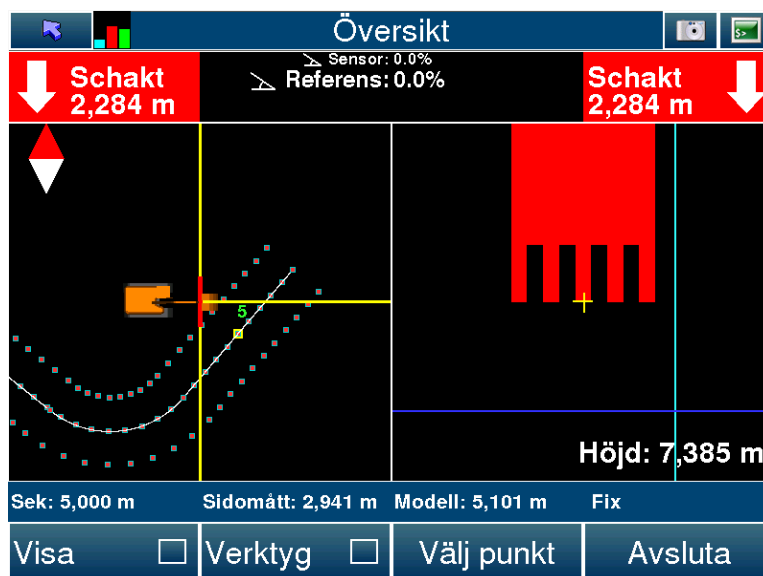 Översikt
$>
Schakt
2,284 m
Sensor: 0.0%
Referens: 0.0%
Schakt
2,284 m
5
Höjd: 7,385 m
Sek: 5,000 m
Sidomått: 2,941 m
Modell: 5,101 m
Fix
Visa
Verktyg
Välj punkt
Avsluta